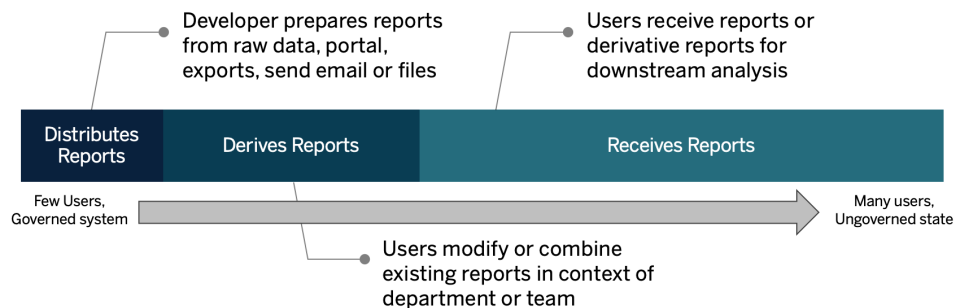 Developer prepares reports
from raw data, portal,
exports, send email or files
Users receive reports or
derivative reports for
downstream analysis
Distributes
Reports
Derives Reports
Receives Reports
Few Users,
Governed system
Many users,
Ungoverned state
Users modify or combine
existing reports in context of
department or team